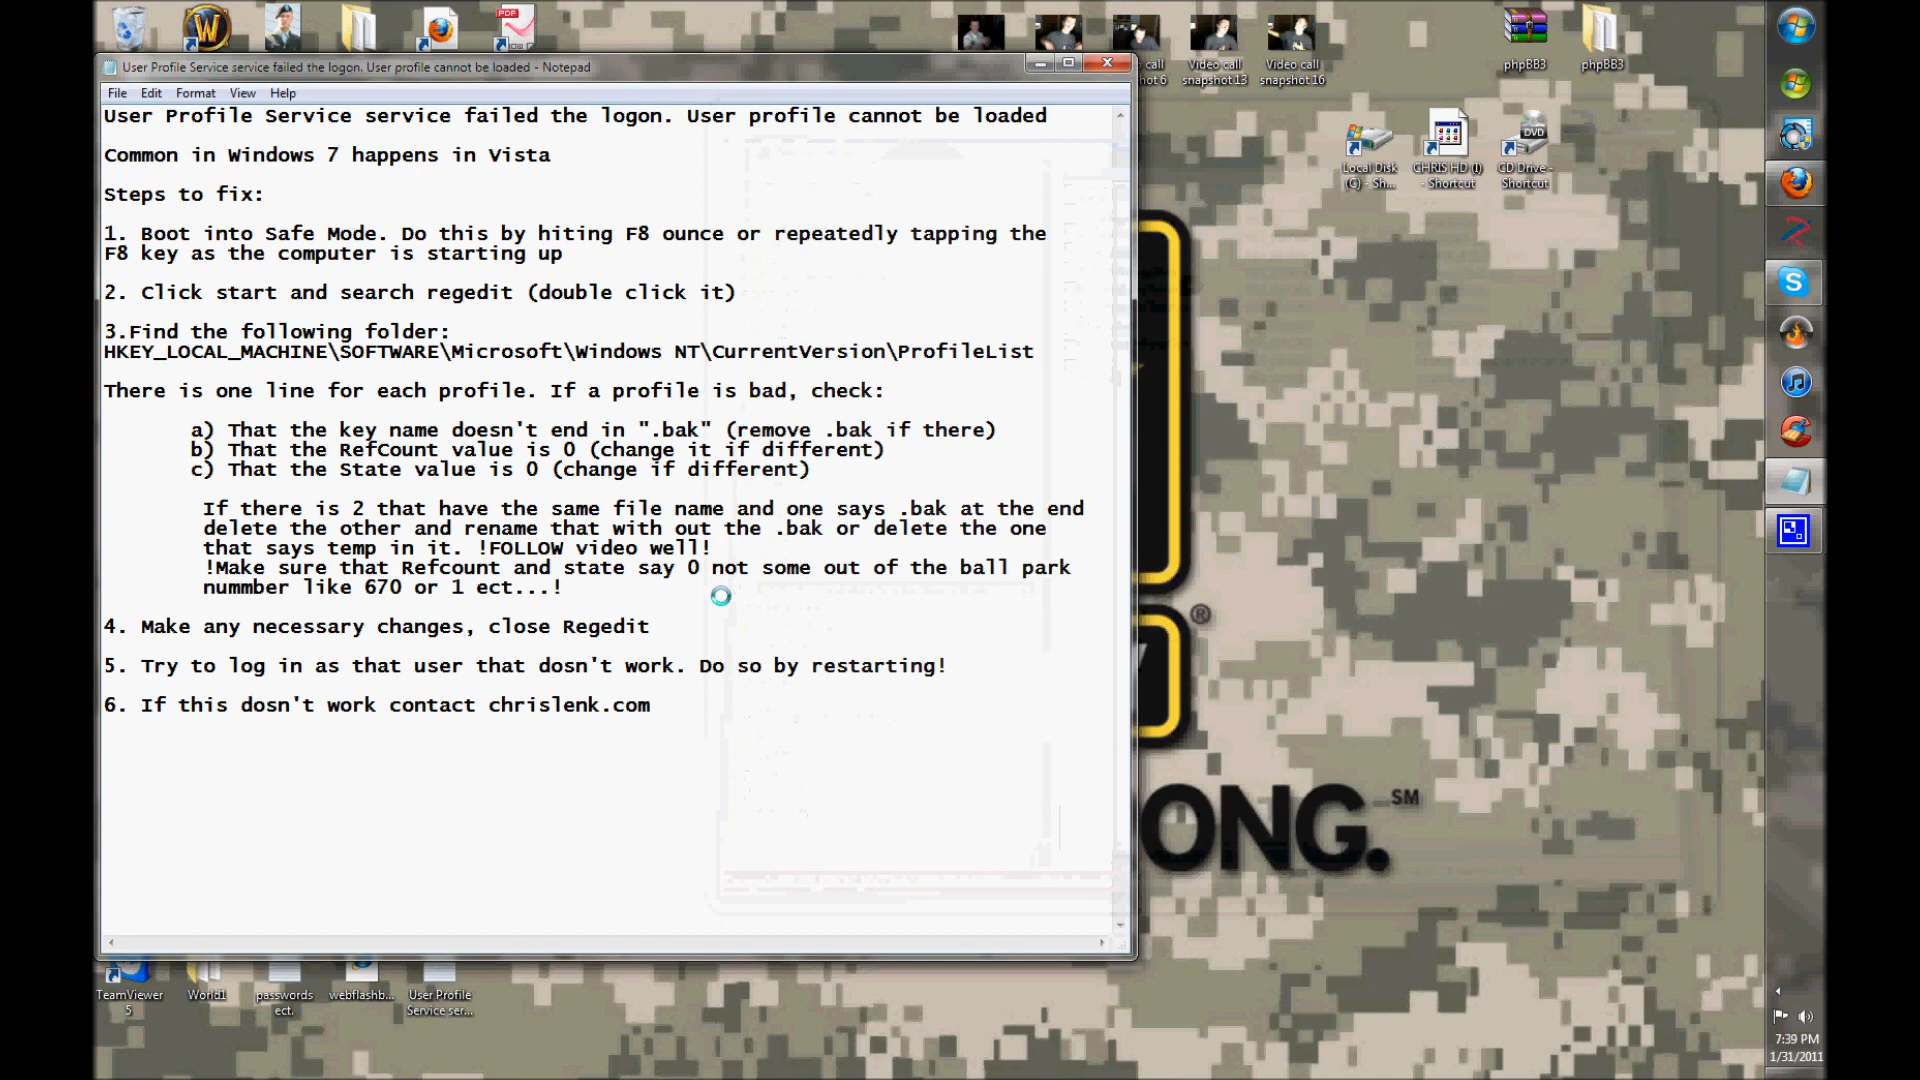 PDF
User Profile Service service failed the logon. User profile cannot be loaded - Notepad
File Edit Format View Help
User Profile Service service failed the logon. User profile cannot be loaded
Common in Windows 7 happens in Vista
Steps to fix:
1. Boot into Safe Mode. Do this by hiting F8 ounce or repeatedly tapping the
F8 key as the computer is starting up
2. Click start and search regedit (double click it)
3.Find the following folder:
HKEY_LOCAL_MACHINE\SOFTWARE\Microsoft\Windows NT\CurrentVersion\ProfileList
There is one line for each profile. If a profile is bad, check:
a) That the key name doesn't end in ".bak" (remove .bak if there)
b) That the RefCount value is 0 (change it if different)
c) That the State value is 0 (change if different)
If there is 2 that have the same file name and one says .bak at the end
delete the other and rename that with out the .bak or delete the one
that says temp in it. !FOLLOW video well!
!Make sure that Refcount and state say 0 not some out of the ball park
nummber like 670 or 1 ect...!
4. Make any necessary changes, close Regedit
5. Try to log in as that user that dosn't work. Do so by restarting!
6. If this dosn't work contact chrislenk.com
call
hot 6
Video call
snapshot 13
Video call
snapshot 16
phpBB3
phpBB3
Local Disk
(C) - Sh...
CHRIS HD (J)
- Shortcut
CD Drive -
Shortcut
DVD
ONG.
SM
®
TeamViewer
5
World1
passwords
ect.
webflashb...
User Profile
Service ser...
7:39 PM
1/31/2011